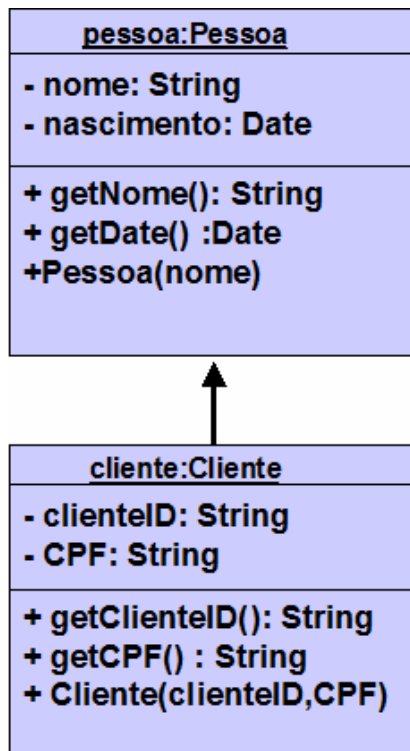 pessoa:Pessoa
- nome: String
- nascimento: Date
+ getNome(): String
+ getDate() :Date
+Pessoa(nome)
cliente:Cliente
- clienteID: String
- CPF: String
+ getClienteID(): String
+ getCPF() : String
+ Cliente(clienteID,CPF)